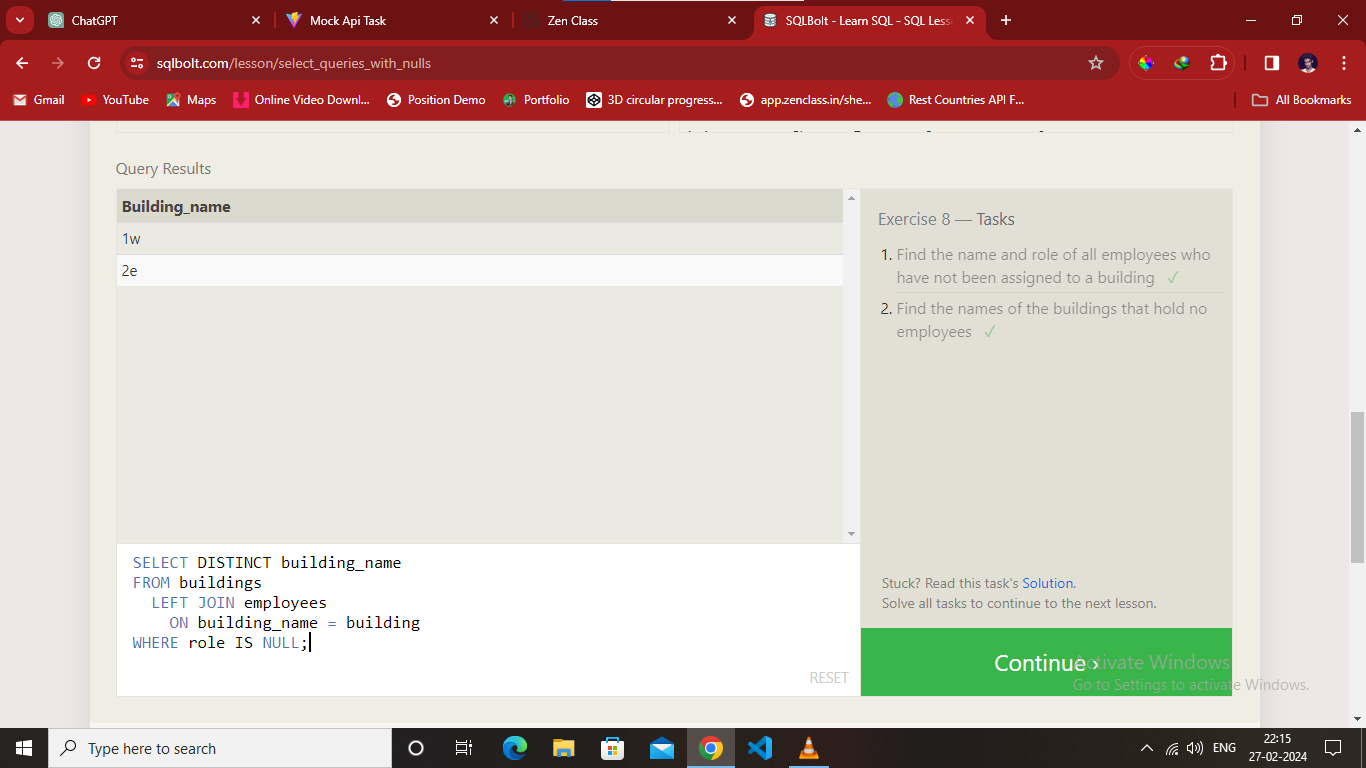 ChatGPT
Mock Api Task
Zen Class
SQLBolt - Learn SQL - SQL Less
sqlbolt.com/lesson/select_queries_with_nulls
Gmail
YouTube
Maps
Online Video Downl...
Position Demo
Portfolio
3D circular progress...
app.zenclass.in/she...
Rest Countries API F...
All Bookmarks
Query Results
Building_name
1w
2e
Exercise 8 — Tasks
1. Find the name and role of all employees who
have not been assigned to a building ✓
2. Find the names of the buildings that hold no
employees ✓
SELECT DISTINCT building_name
FROM buildings
LEFT JOIN employees
ON building_name = building
WHERE role IS NULL;
RESET
Stuck? Read this task's Solution.
Solve all tasks to continue to the next lesson.
Continue ›
Activate Windows
Go to Settings to activate Windows.
Type here to search
ENG
22:15
27-02-2024